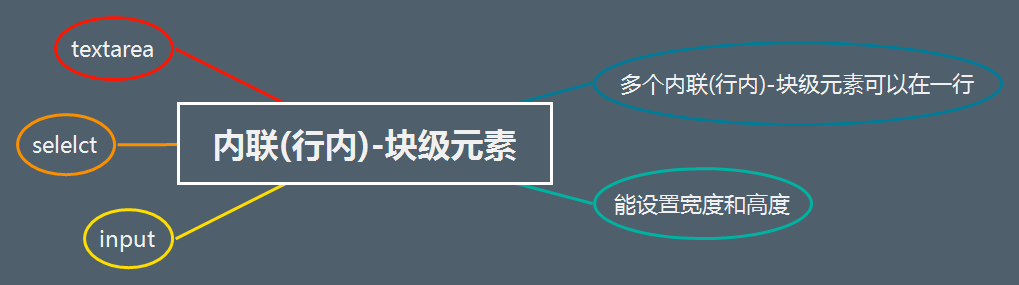 textarea
selelct
input
内联(行内)-块级元素
多个内联(行内)-块级元素可以在一行
能设置宽度和高度